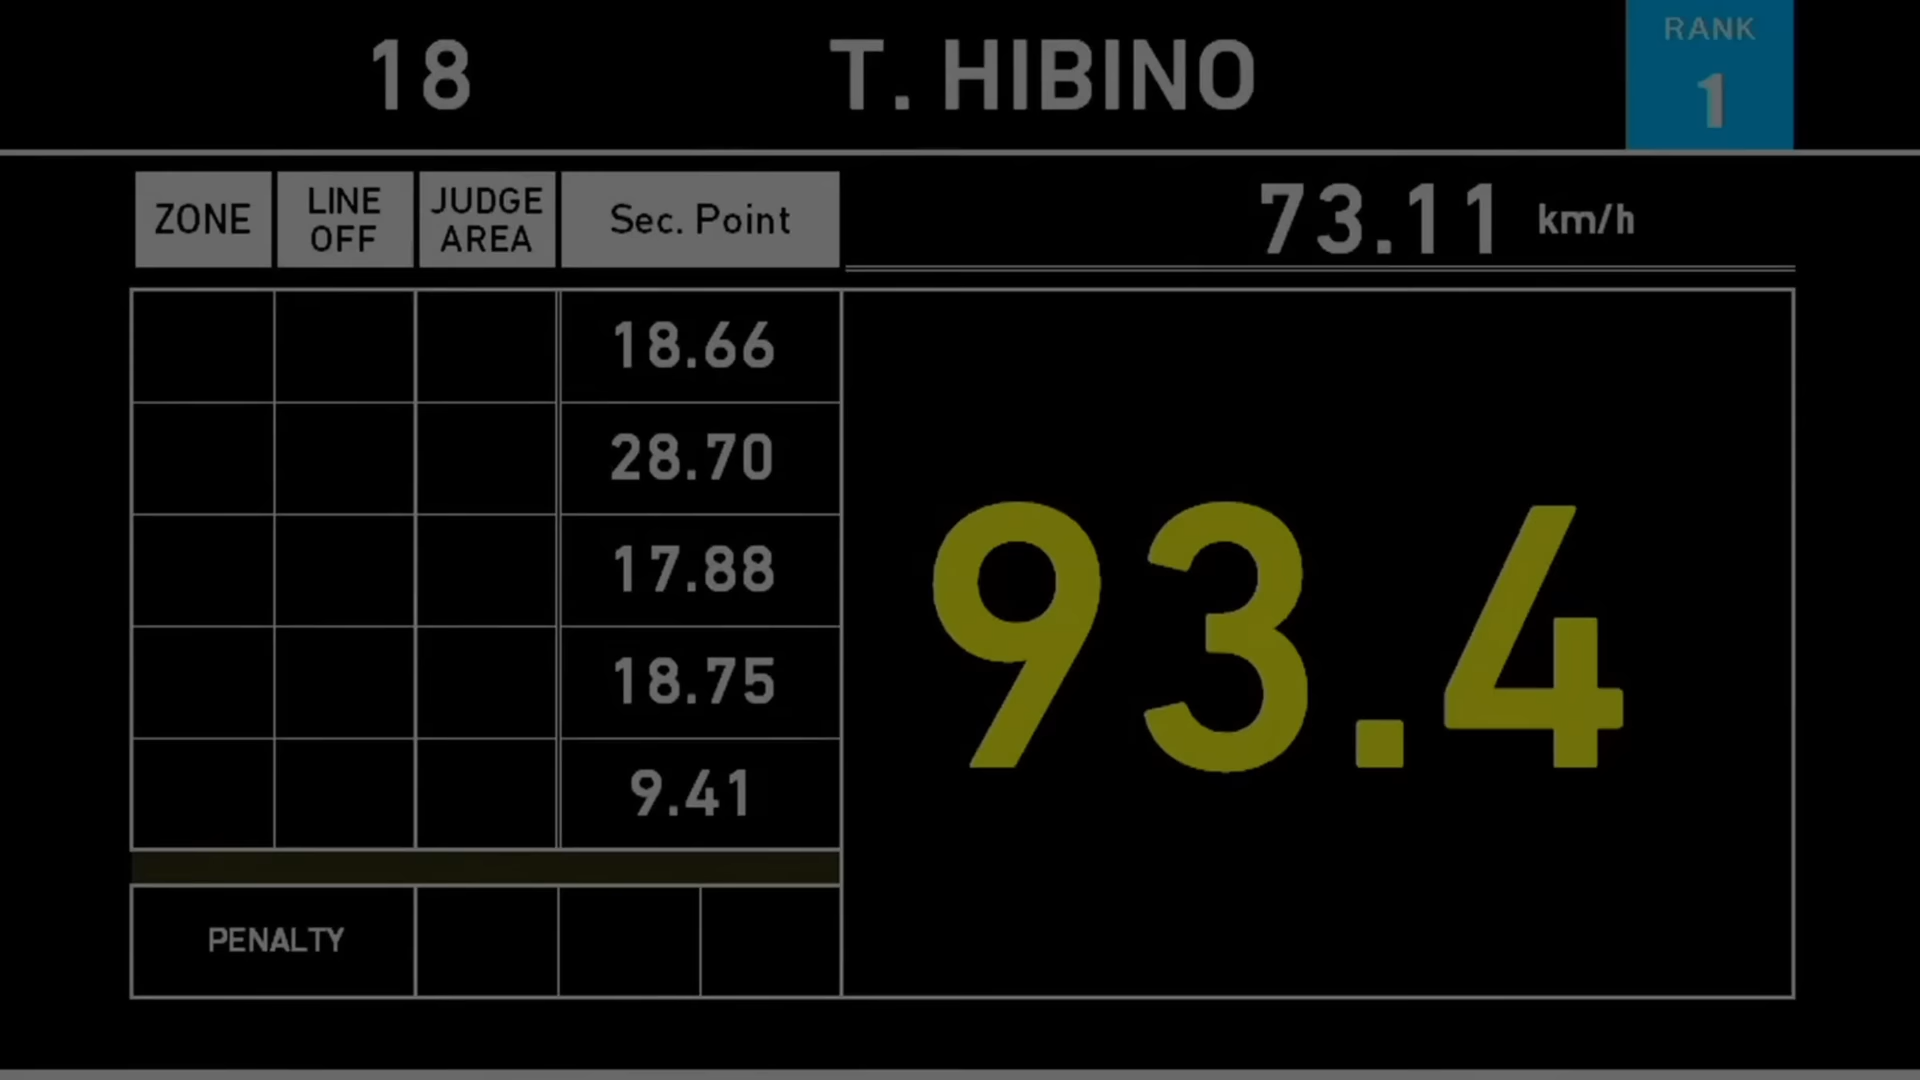 18 T. HIBINO RANK
1
ZONE LINE OFF JUDGE AREA Sec. Point 73.11 km/h
18.66
28.70
17.88
18.75
9.41
93.4
PENALTY